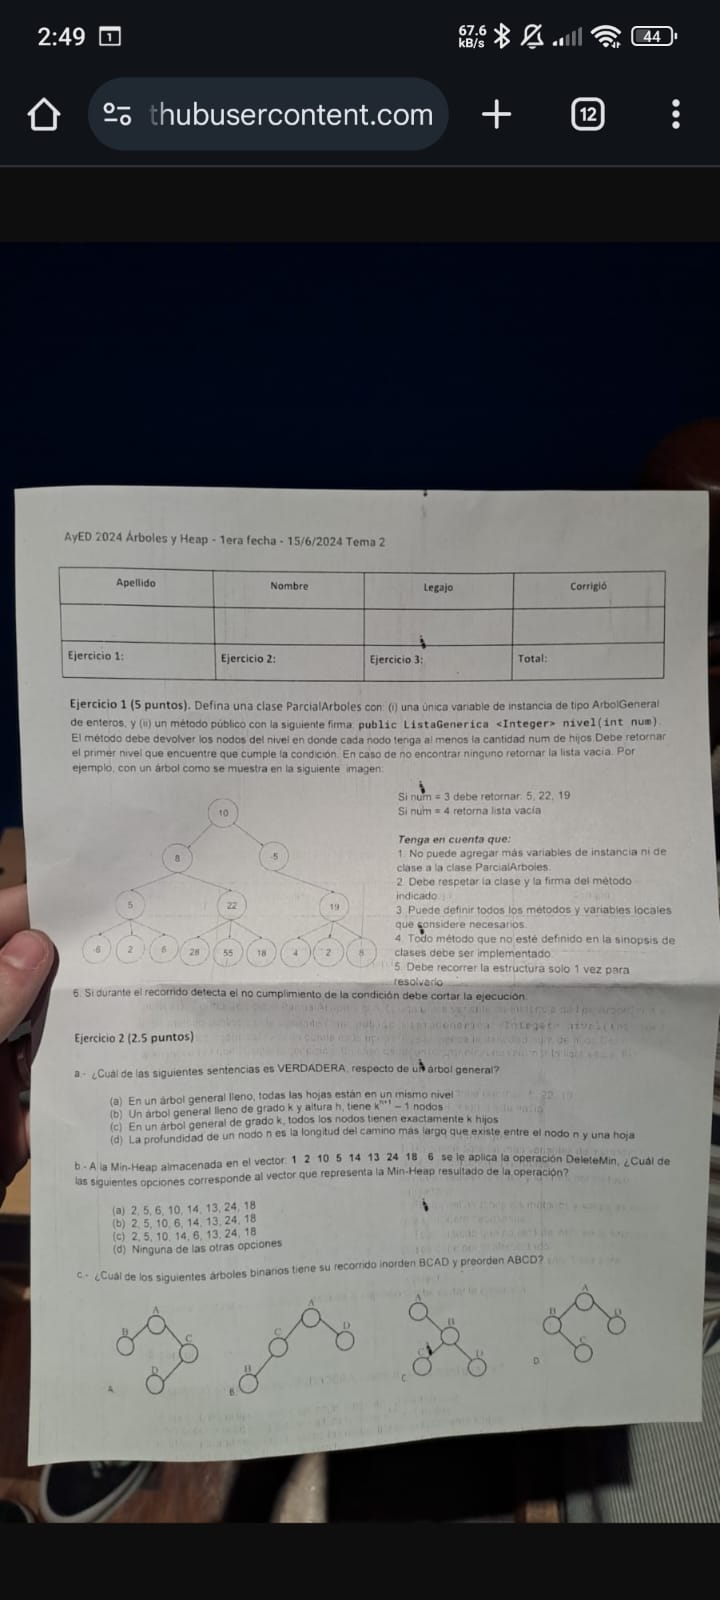 2:49
1
67.6
kB/s
44
thubusercontent.com
12
AyED 2024 Árboles y Heap - 1era fecha - 15/6/2024 Tema 2
Apellido Nombre Legajo Corrigió
Ejercicio 1: Ejercicio 2: Ejercicio 3: Total:
Ejercicio 1 (5 puntos). Defina una clase ParcialArboles con: (i) una única variable de instancia de tipo ArbolGeneral
de enteros, y (ii) un método público con la siguiente firma: public ListaGenerica <Integer> nivel(int num).
El método debe devolver los nodos del nivel en donde cada nodo tenga al menos la cantidad num de hijos.Debe retornar
el primer nivel que encuentre que cumple la condición. En caso de no encontrar ninguno retornar la lista vacía. Por
ejemplo, con un árbol como se muestra en la siguiente imagen:
10
8 -5
5 22 19
-6 2 28 55 18 4 2 8
Si num = 3 debe retornar: 5, 22, 19
Si num = 4 retorna lista vacía
Tenga en cuenta que:
1. No puede agregar más variables de instancia ni de
clase a la clase ParcialArboles.
2. Debe respetar la clase y la firma del método
indicado.
3. Puede definir todos los métodos y variables locales
que considere necesarios.
4. Todo método que no esté definido en la sinopsis de
clases debe ser implementado.
5. Debe recorrer la estructura solo 1 vez para
resolverlo
6. Si durante el recorrido detecta el no cumplimiento de la condición debe cortar la ejecución.
Ejercicio 2 (2.5 puntos)
a.- ¿Cuál de las siguientes sentencias es VERDADERA, respecto de un árbol general?
(a) En un árbol general lleno, todas las hojas están en un mismo nivel
(b) Un árbol general lleno de grado k y altura h, tiene k^h+1 – 1 nodos
(c) En un árbol general de grado k, todos los nodos tienen exactamente k hijos
(d) La profundidad de un nodo n es la longitud del camino más largo que existe entre el nodo n y una hoja
b.- A la Min-Heap almacenada en el vector: 1 2 10 5 14 13 24 18 6 se le aplica la operación DeleteMin, ¿Cuál de
las siguientes opciones corresponde al vector que representa la Min-Heap resultado de la operación?
(a) 2, 5, 6, 10, 14, 13, 24, 18
(b) 2, 5, 10, 6, 14, 13, 24, 18
(c) 2, 5, 10, 14, 6, 13, 24, 18
(d) Ninguna de las otras opciones
c.- ¿Cuál de los siguientes árboles binarios tiene su recorrido inorden BCAD y preorden ABCD?
A B C D
A.
A C D B
B.
A B C D
C.
A B D C
D.